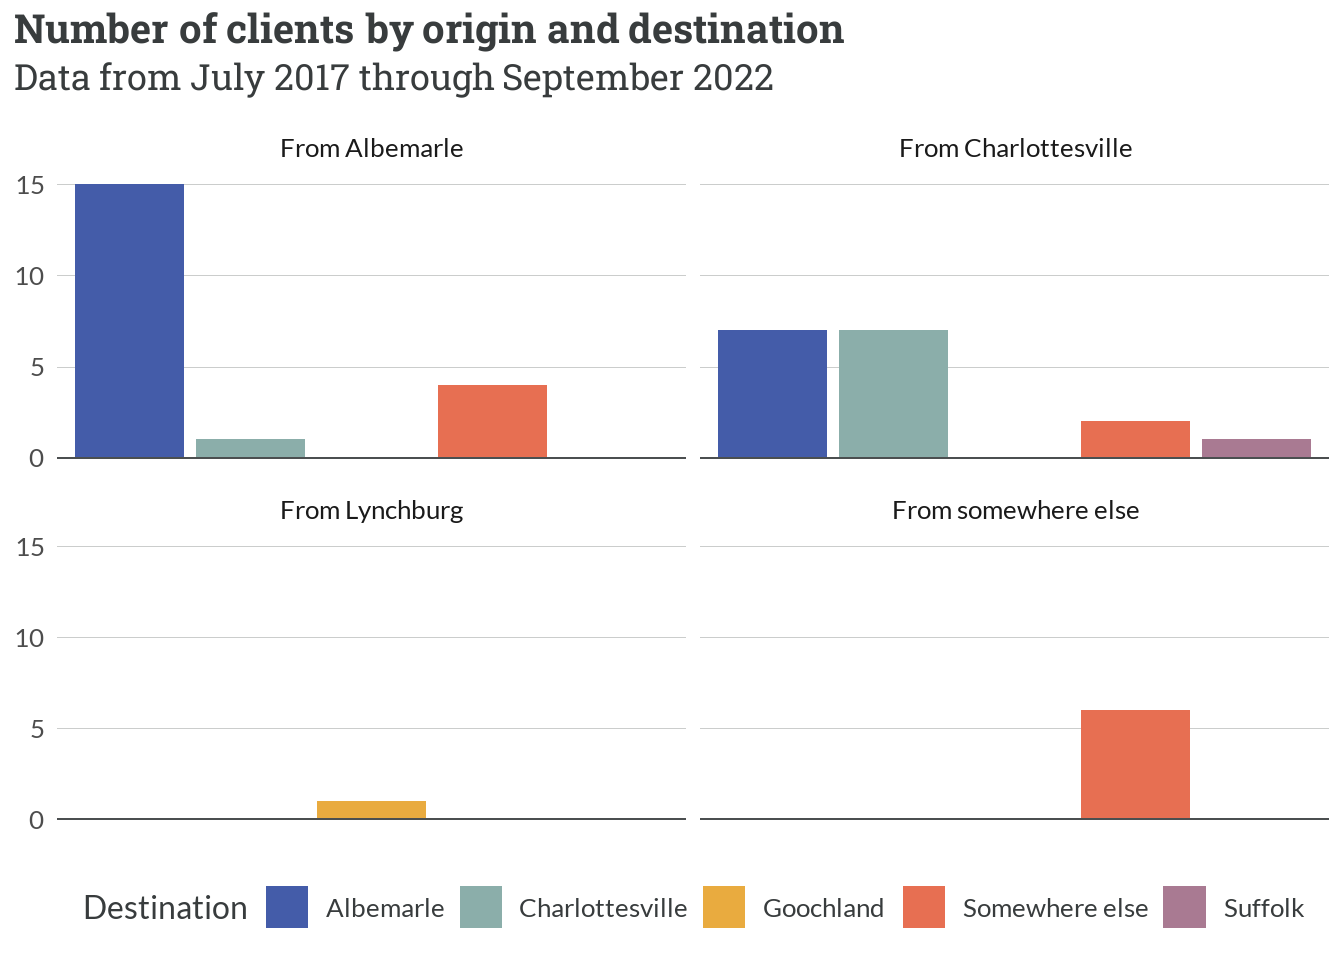 Number of clients by origin and destination
Data from July 2017 through September 2022
From Albemarle
From Charlottesville
15
10
5
0
From Lynchburg
From somewhere else
15
10
5
0
Destination Albemarle Charlottesville Goochland Somewhere else Suffolk